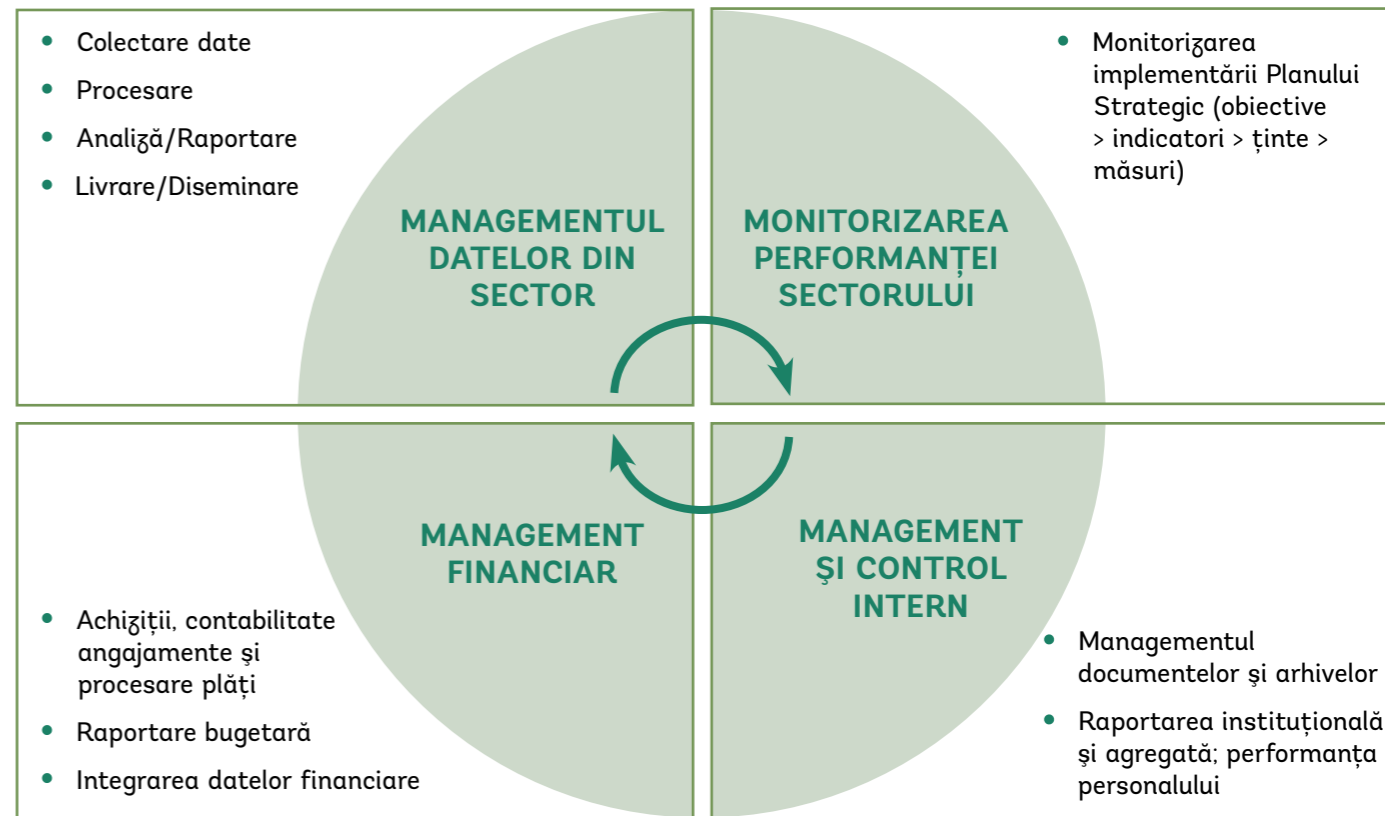 • Colectare date
• Procesare
• Analiză/Raportare
• Livrare/Diseminare
MANAGEMENTUL
DATELOR DIN
SECTOR
• Monitorizarea
implementării Planului
Strategic (obiective
> indicatori > ținte >
măsuri)
MONITORIZAREA
PERFORMANȚEI
SECTORULUI
MANAGEMENT
FINANCIAR
• Achiziții, contabilitate
angajamente şi
procesare plăți
• Raportare bugetară
• Integrarea datelor financiare
MANAGEMENT
ŞI CONTROL
INTERN
• Managementul
documentelor şi arhivelor
• Raportarea instituțională
şi agregată; performanța
personalului